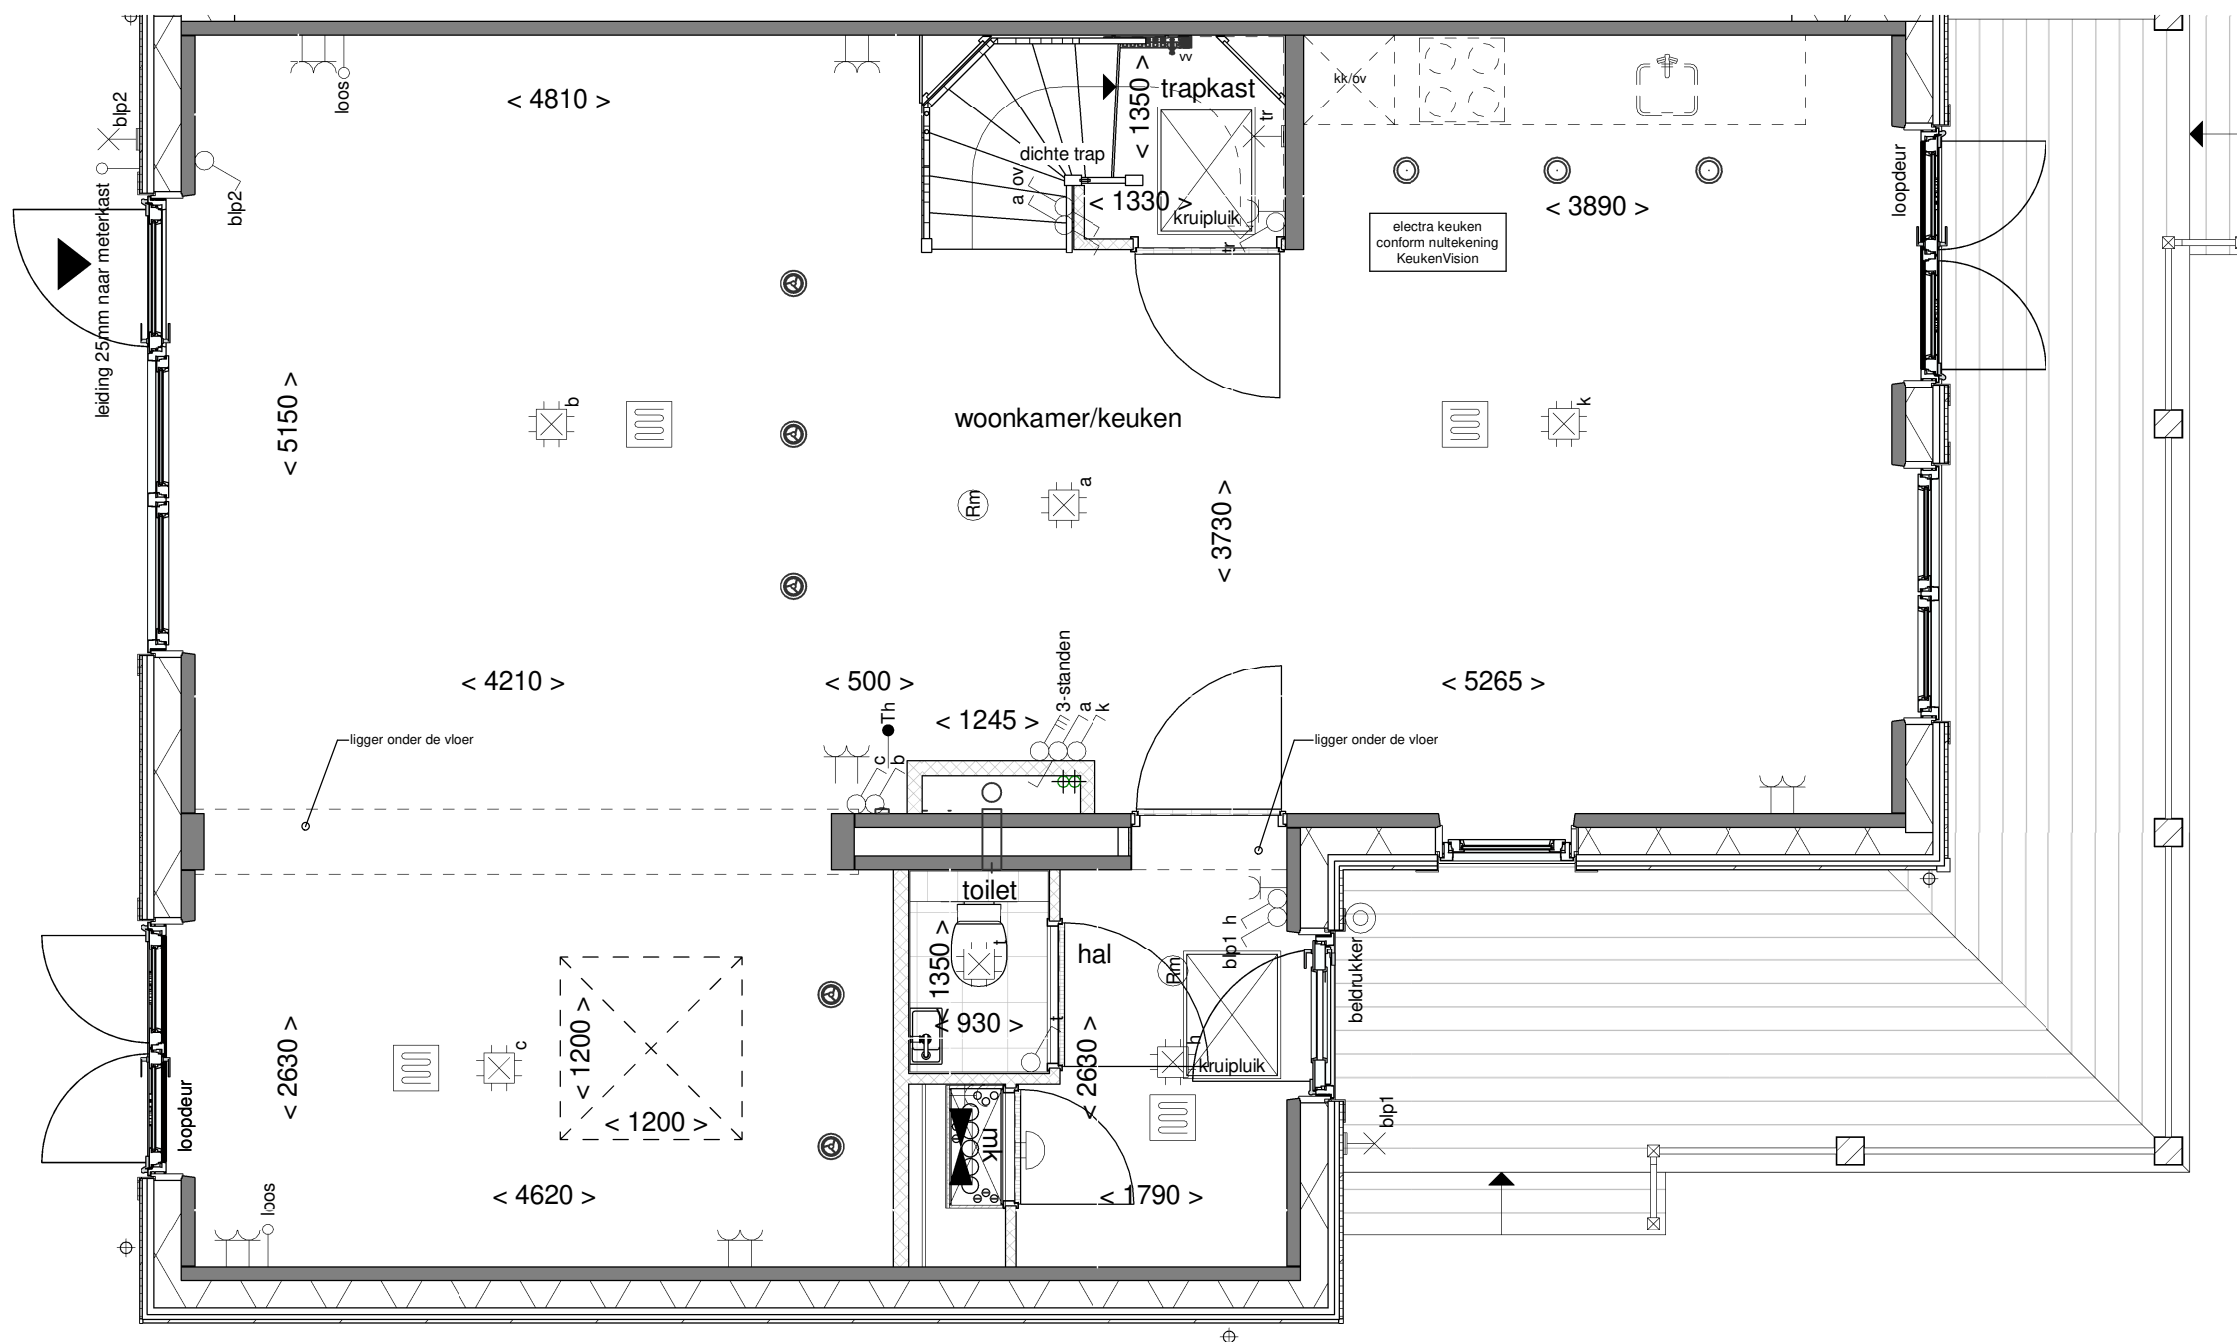 loos
blp2
< 4810 >
vv
< 1350 >
trapkast
tr
kk/ov
dichte trap
ov
a
< 1330 >
kruipluik
tr
loopdeur
< 3890 >
electra keuken
conform nultekening
KeukenVision
blp2
leiding 25mm naar meterkast
< 5150 >
b
woonkamer/keuken
k
Rm
a
< 3730 >
< 4210 >
< 500 >
3-standen
a
k
< 5265 >
Th
< 1245 >
ligger onder de vloer
c
b
ligger onder de vloer
toilet
t
< 1350 >
hal
blp1
h
Rm
beldrukker
< 930 >
t
< 2630 >
c
< 1200 >
< 1200 >
< 2630 >
h
kruipluik
loopdeur
mk
blp1
< 4620 >
< 1790 >
loos